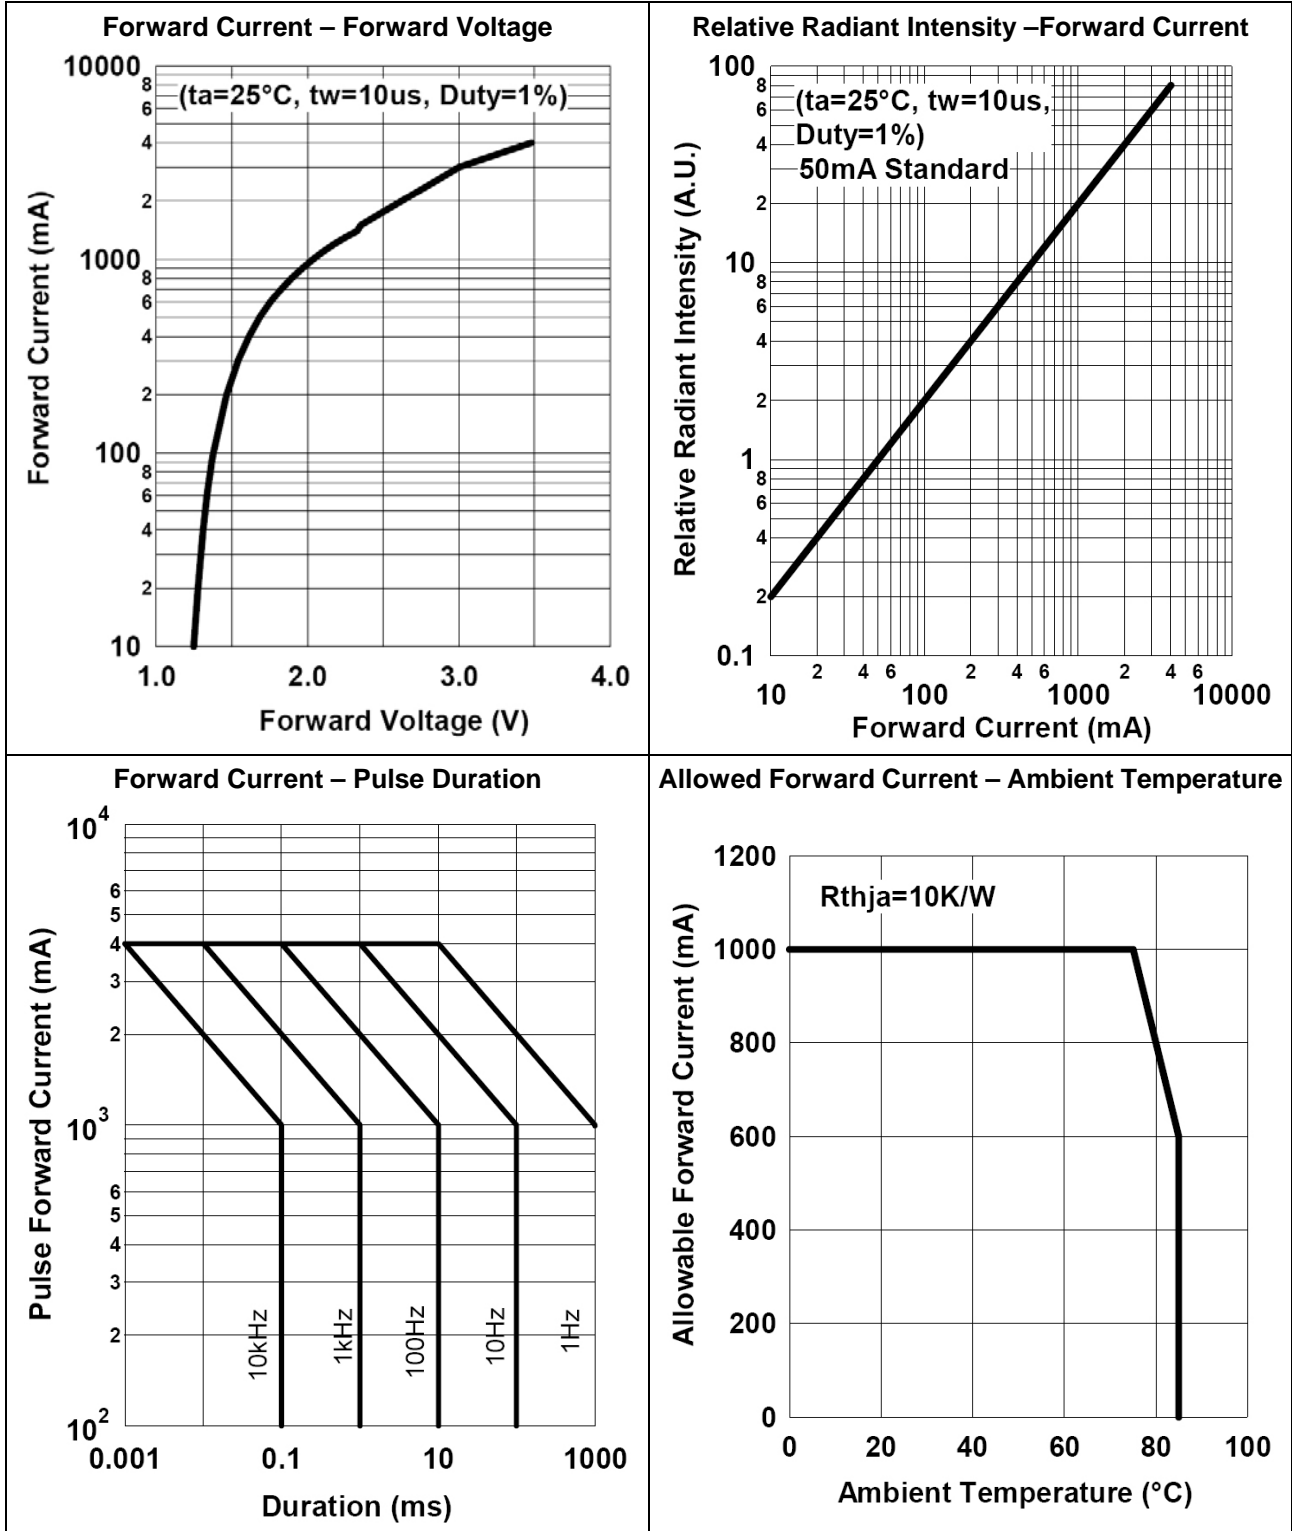 Forward Current – Forward Voltage
10000
8
6
4
2
1000
8
6
4
2
100
8
6
4
2
10
(ta=25°C, tw=10us, Duty=1%)
Forward Current (mA)
1.0 2.0 3.0 4.0
Forward Voltage (V)
Relative Radiant Intensity –Forward Current
100
8
6
4
2
10
8
6
4
2
1
8
6
4
2
0.1
(ta=25°C, tw=10us,
Duty=1%)
50mA Standard
Relative Radiant Intensity (A.U.)
2 4 6 2 4 6 2 4 6
10 100 1000 10000
Forward Current (mA)
Forward Current – Pulse Duration
10⁴
6
5
4
3
2
10³
6
5
4
3
2
10²
Pulse Forward Current (mA)
10kHz
1kHz
100Hz
10Hz
1Hz
0.001 0.1 10 1000
Duration (ms)
Allowed Forward Current – Ambient Temperature
1200
1000
800
600
400
200
0
Rthja=10K/W
Allowable Forward Current (mA)
0 20 40 60 80 100
Ambient Temperature (°C)